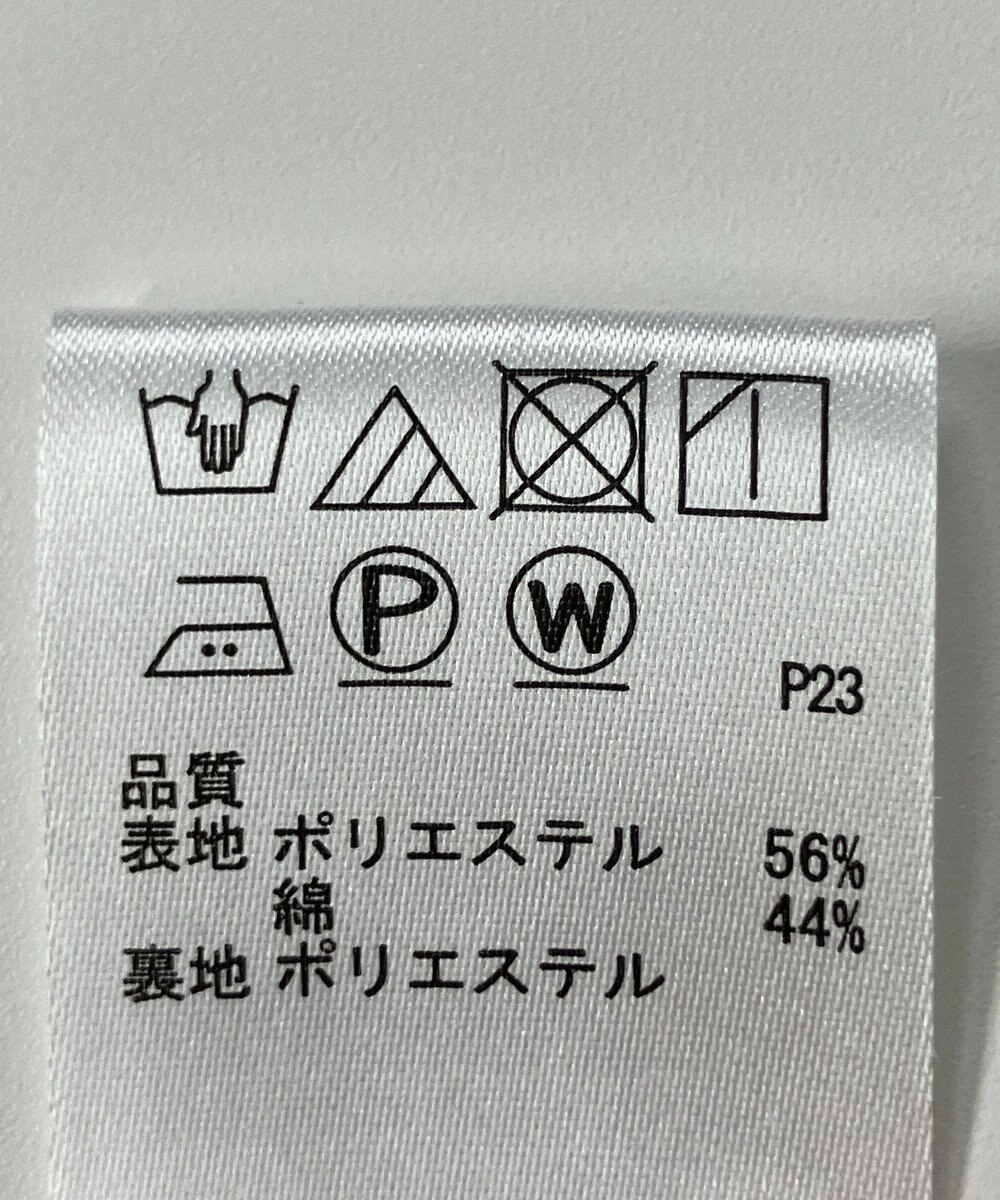 P W
P23
品質
表地 ポリエステル 56%
綿 44%
裏地 ポリエステル